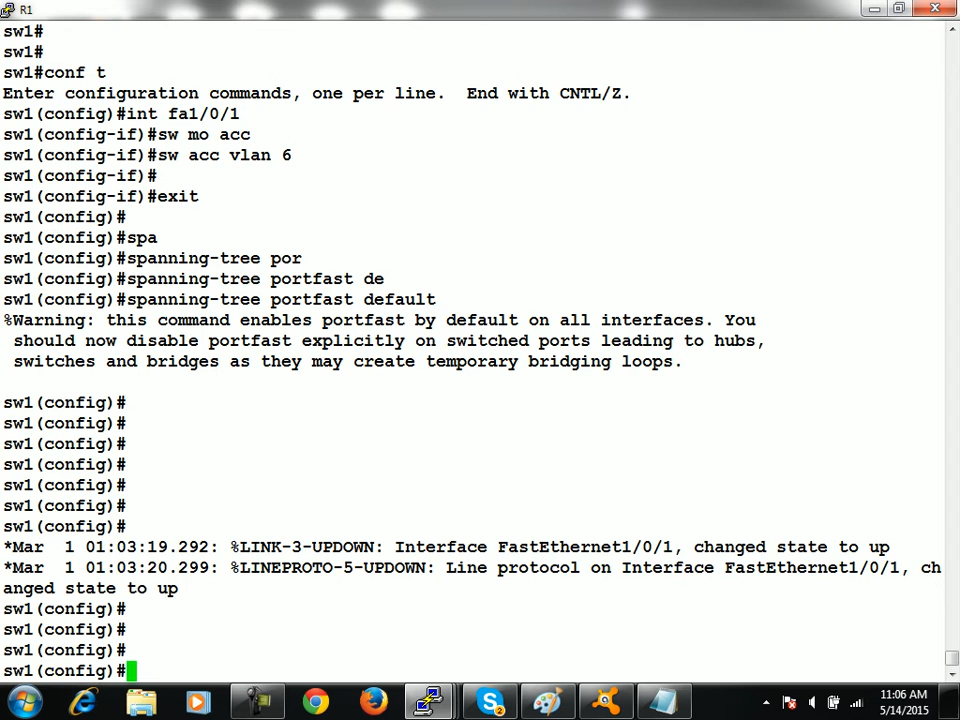 R1
sw1#
sw1#
sw1#conf t
Enter configuration commands, one per line.  End with CNTL/Z.
sw1(config)#int fa1/0/1
sw1(config-if)#sw mo acc
sw1(config-if)#sw acc vlan 6
sw1(config-if)#
sw1(config-if)#exit
sw1(config)#
sw1(config)#spa
sw1(config)#spanning-tree por
sw1(config)#spanning-tree portfast de
sw1(config)#spanning-tree portfast default
%Warning: this command enables portfast by default on all interfaces. You
 should now disable portfast explicitly on switched ports leading to hubs,
 switches and bridges as they may create temporary bridging loops.
sw1(config)#
sw1(config)#
sw1(config)#
sw1(config)#
sw1(config)#
sw1(config)#
sw1(config)#
*Mar  1 01:03:19.292: %LINK-3-UPDOWN: Interface FastEthernet1/0/1, changed state to up
*Mar  1 01:03:20.299: %LINEPROTO-5-UPDOWN: Line protocol on Interface FastEthernet1/0/1, ch
anged state to up
sw1(config)#
sw1(config)#
sw1(config)#
sw1(config)#
2
11:06 AM
5/14/2015